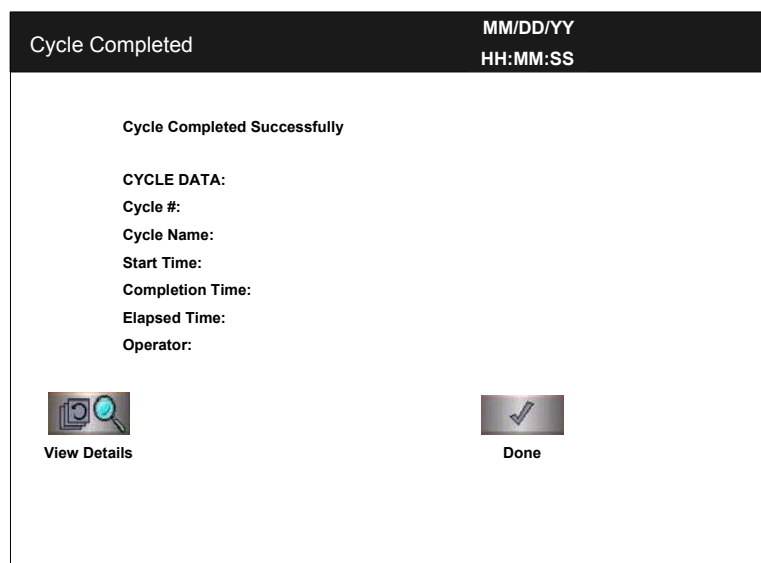 Cycle Completed
MM/DD/YY
HH:MM:SS
Cycle Completed Successfully
CYCLE DATA:
Cycle #:
Cycle Name:
Start Time:
Completion Time:
Elapsed Time:
Operator:
View Details
Done